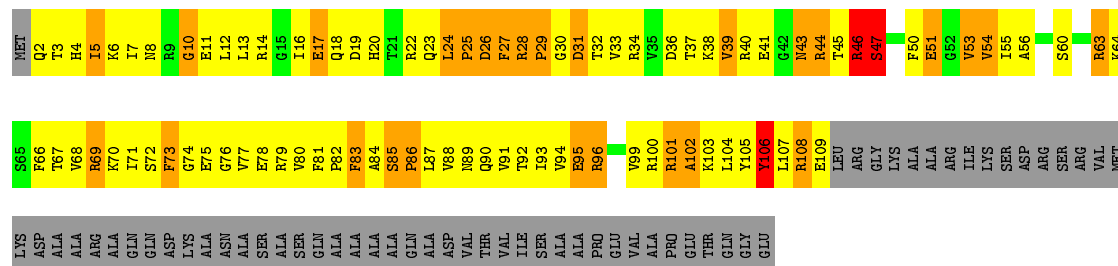 MET Q2 T3 H4 I5 K6 I7 N8 R9 G10 E11 L12 L13 R14 G15 I16 E17 Q18 D19 H20 T21 R22 Q23 L24 P25 D26 F27 R28 P29 G30 D31 T32 V33 R34 V35 D36 T37 K38 V39 R40 E41 G42 N43 R44 T45 R46 S47 F50 E51 G52 V53 V54 I55 A56 S60 R63 K64
S65 F66 T67 V68 R69 K70 I71 S72 F73 G74 E75 G76 V77 E78 R79 V80 F81 P82 F83 A84 S85 P86 L87 V88 N89 Q90 V91 T92 I93 V94 E95 R96 V99 R100 R101 A102 K103 L104 Y105 Y106 L107 R108 E109 LEU ARG GLY LYS ALA ALA ARG ILE LYS SER ASP ARG SER ARG VAL MET
LYS ASP ALA ALA ARG ALA GLN GLN ASP LYS ALA ASN ALA SER ALA SER GLN ALA ALA ALA ALA GLN ALA ASP VAL THR VAL ILE SER ALA ALA PRO GLU VAL VAL ALA PRO GLU THR GLN GLY GLU